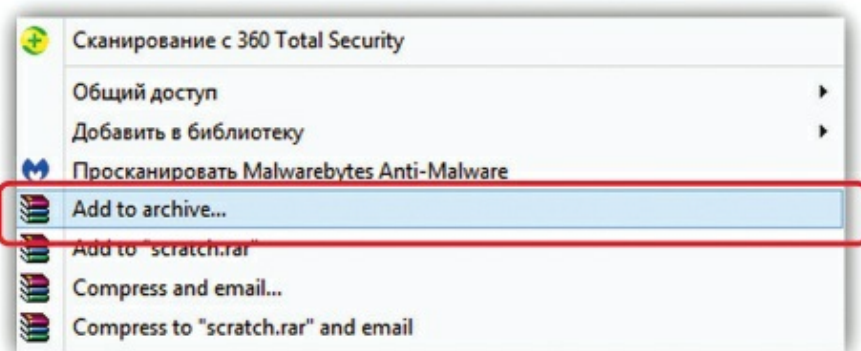 Сканирование с 360 Total Security
Общий доступ
Добавить в библиотеку
Просканировать Malwarebytes Anti-Malware
Add to archive...
Add to "scratch.rar"
Compress and email...
Compress to "scratch.rar" and email